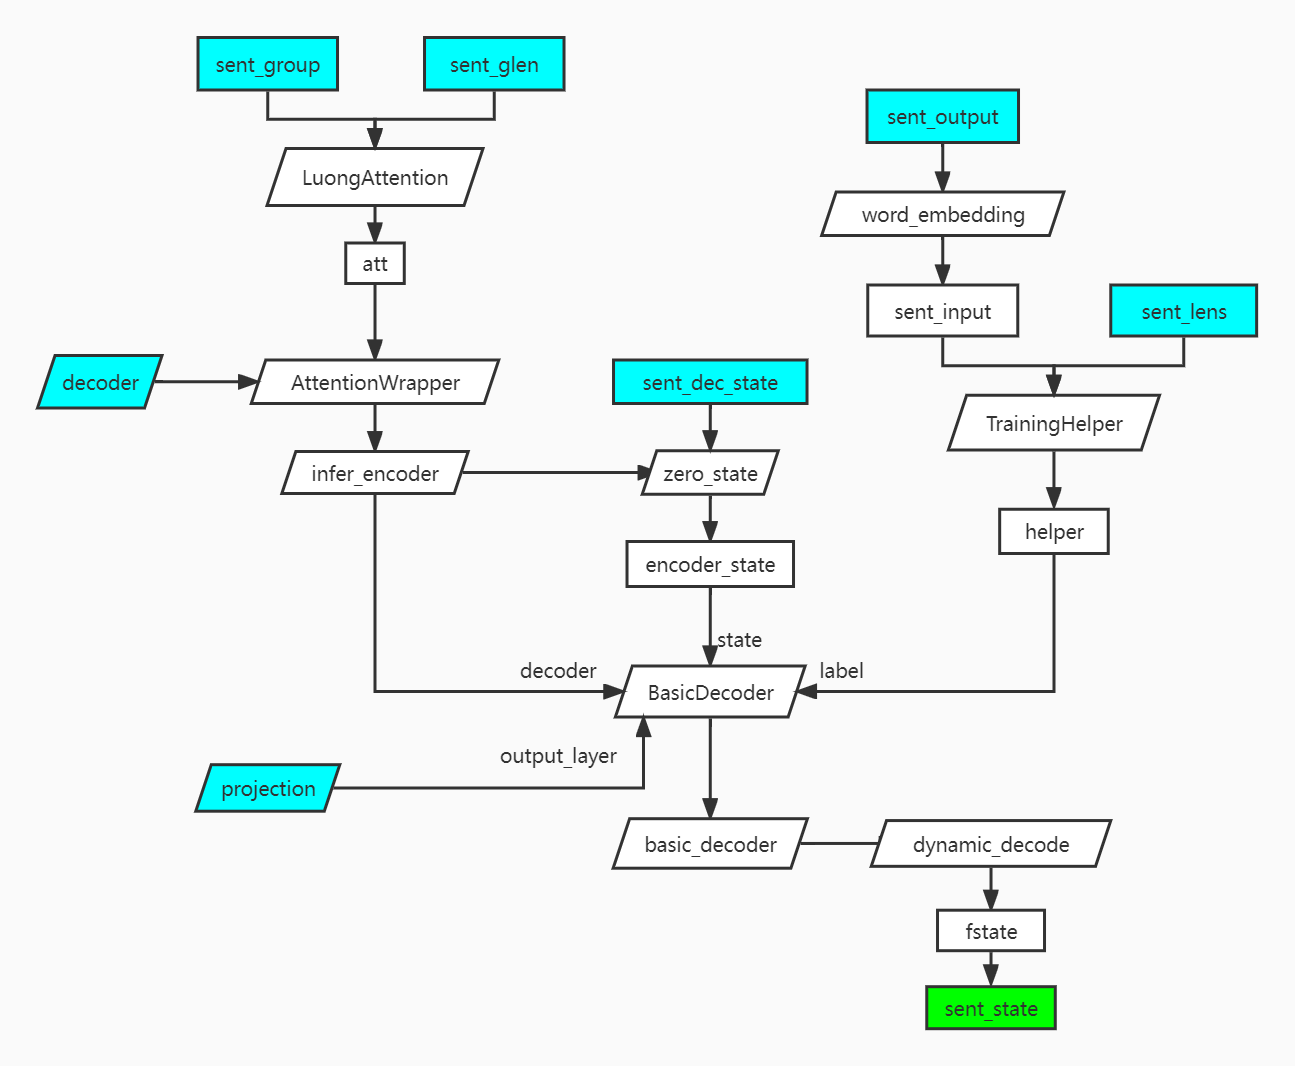 sent_group
sent_glen
sent_output
LuongAttention
word_embedding
att
sent_input
sent_lens
decoder
AttentionWrapper
sent_dec_state
TrainingHelper
infer_encoder
zero_state
helper
encoder_state
state
decoder
label
BasicDecoder
output_layer
projection
basic_decoder
dynamic_decode
fstate
sent_state